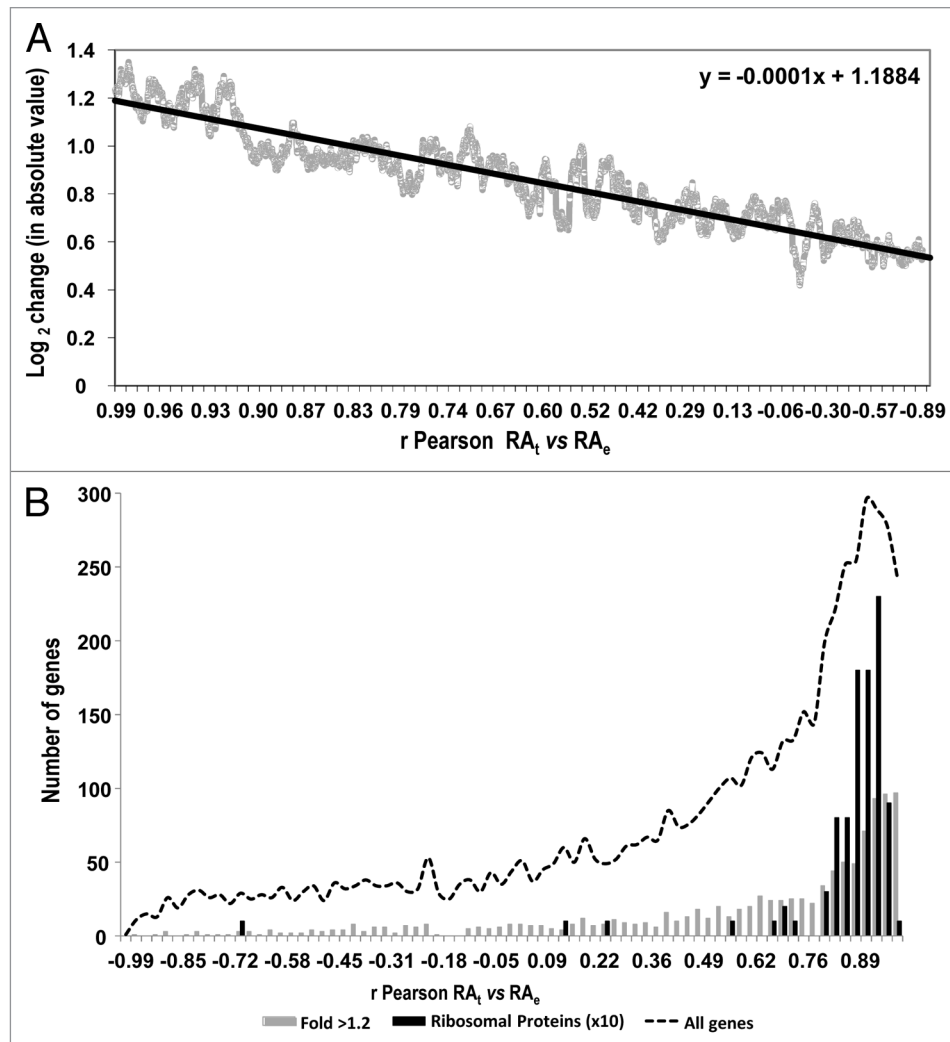 A
y = -0.0001x + 1.1884
Log2 change (in absolute value)
1.4
1.2
1.0
0.8
0.6
0.4
0.2
0
0.99 0.96 0.93 0.90 0.87 0.83 0.79 0.74 0.67 0.60 0.52 0.42 0.29 0.13 -0.06 -0.30 -0.57 -0.89
r Pearson RAt vs RAe
B
Number of genes
300
250
200
150
100
50
0
-0.99 -0.85 -0.72 -0.58 -0.45 -0.31 -0.18 -0.05 0.09 0.22 0.36 0.49 0.62 0.76 0.89
r Pearson RAt vs RAe
Fold >1.2 Ribosomal Proteins (x10) All genes